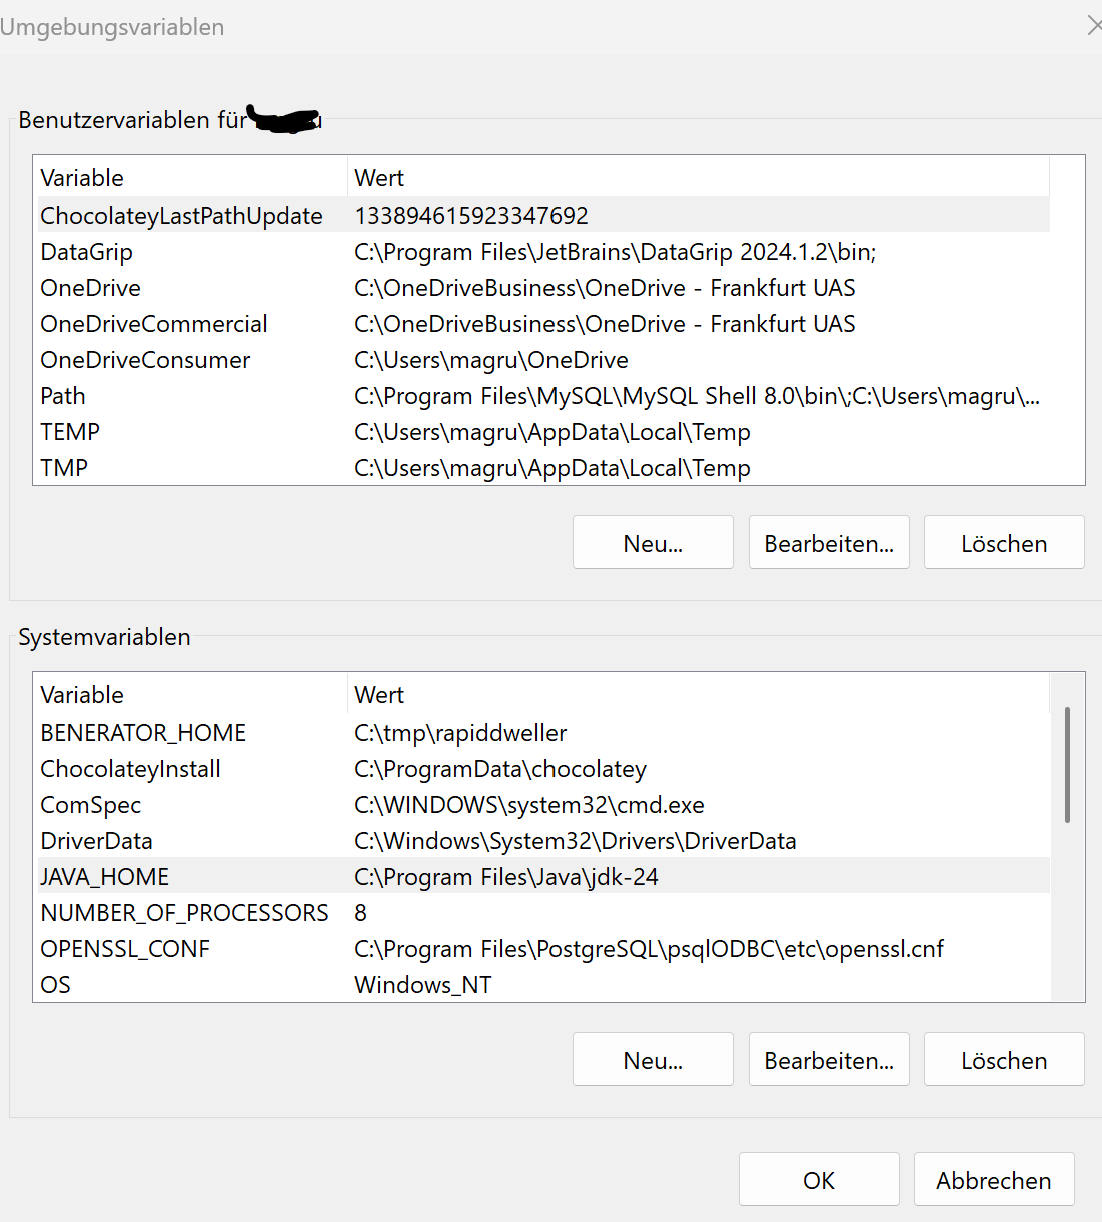 Umgebungsvariablen
Benutzervariablen für
Variable Wert
ChocolateyLastPathUpdate 133894615923347692
DataGrip C:\Program Files\JetBrains\DataGrip 2024.1.2\bin;
OneDrive C:\OneDriveBusiness\OneDrive - Frankfurt UAS
OneDriveCommercial C:\OneDriveBusiness\OneDrive - Frankfurt UAS
OneDriveConsumer C:\Users\magru\OneDrive
Path C:\Program Files\MySQL\MySQL Shell 8.0\bin\;C:\Users\magru\...
TEMP C:\Users\magru\AppData\Local\Temp
TMP C:\Users\magru\AppData\Local\Temp
Neu... Bearbeiten... Löschen
Systemvariablen
Variable Wert
BENERATOR_HOME C:\tmp\rapiddweller
ChocolateyInstall C:\ProgramData\chocolatey
ComSpec C:\WINDOWS\system32\cmd.exe
DriverData C:\Windows\System32\Drivers\DriverData
JAVA_HOME C:\Program Files\Java\jdk-24
NUMBER_OF_PROCESSORS 8
OPENSSL_CONF C:\Program Files\PostgreSQL\psqlODBC\etc\openssl.cnf
OS Windows_NT
Neu... Bearbeiten... Löschen
OK Abbrechen